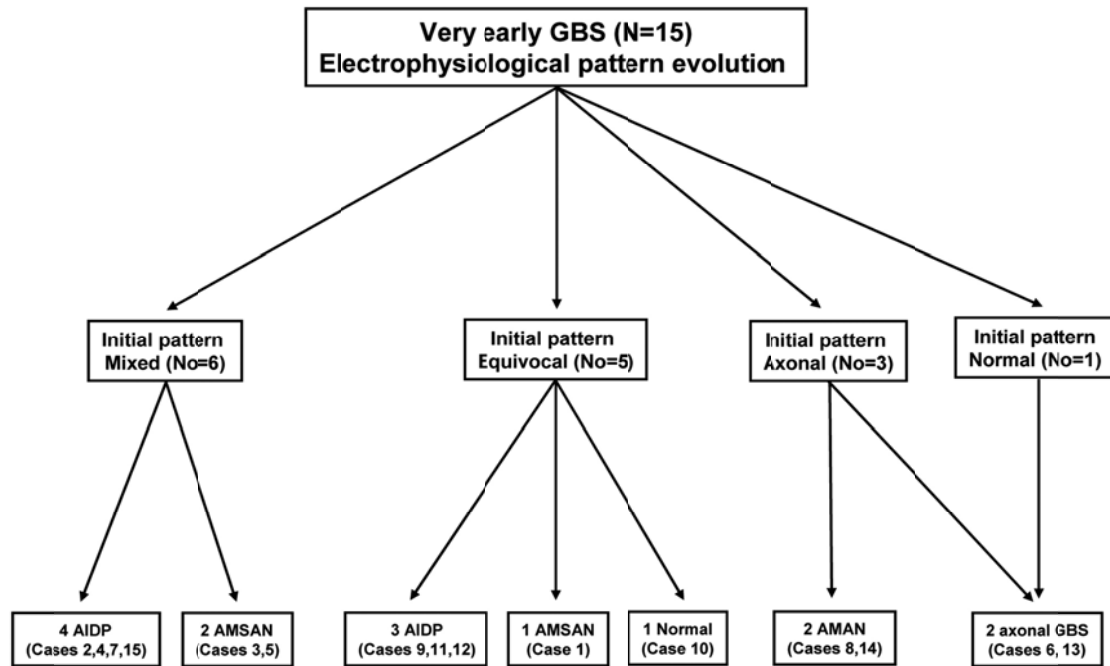 Very early GBS (N=15)
Electrophysiological pattern evolution
Initial pattern
Mixed (No=6)
Initial pattern
Equivocal (No=5)
Initial pattern
Axonal (No=3)
Initial pattern
Normal (No=1)
4 AIDP
(Cases 2,4,7,15)
2 AMSAN
(Cases 3,5)
3 AIDP
(Cases 9,11,12)
1 AMSAN
(Case 1)
1 Normal
(Case 10)
2 AMAN
(Cases 8,14)
2 axonal GBS
(Cases 6, 13)